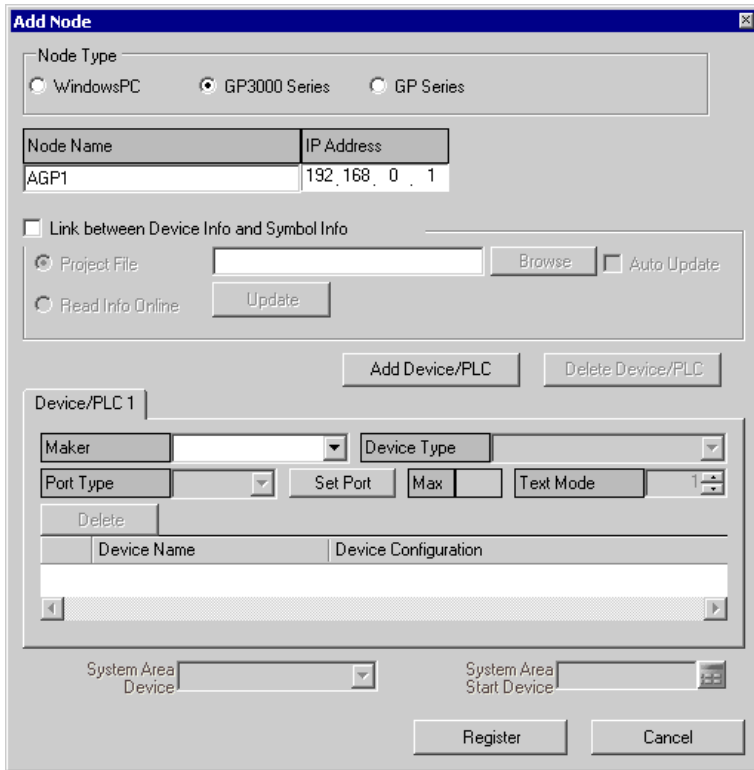 Add Node
Node Type
WindowsPC GP3000 Series GP Series
Node Name IP Address
AGP1 192.168. 0 . 1
Link between Device Info and Symbol Info
Project File Browse Auto Update
Read Info Online Update
Add Device/PLC Delete Device/PLC
Device/PLC 1
Maker Device Type
Port Type Set Port Max Text Mode 1
Delete
Device Name Device Configuration
System Area Device System Area Start Device
Register Cancel